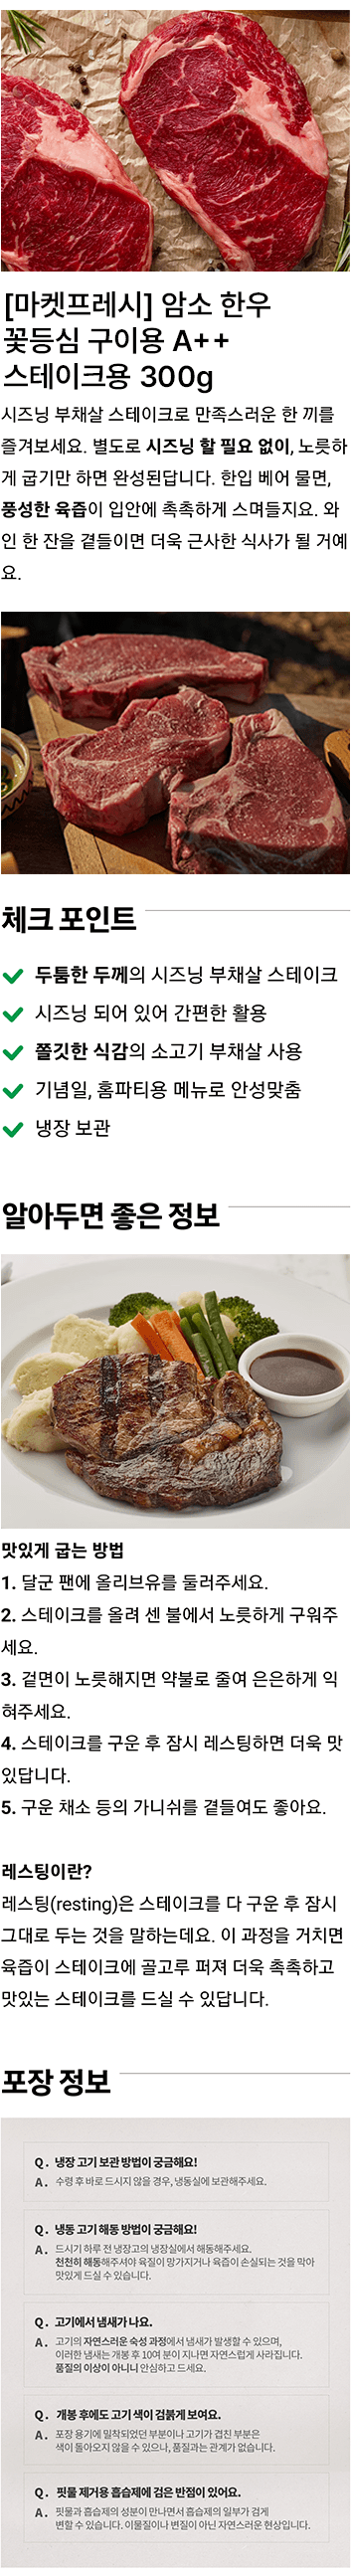 [마켓프레시] 암소 한우
꽃등심 구이용 A++
스테이크용 300g
시즈닝 부채살 스테이크로 만족스러운 한 끼를
즐겨보세요. 별도로 시즈닝 할 필요 없이, 노릇하
게 굽기만 하면 완성된답니다. 한입 베어 물면,
풍성한 육즙이 입안에 촉촉하게 스며들지요. 와
인 한 잔을 곁들이면 더욱 근사한 식사가 될 거예
요.
체크 포인트
두툼한 두께의 시즈닝 부채살 스테이크
시즈닝 되어 있어 간편한 활용
쫄깃한 식감의 소고기 부채살 사용
기념일, 홈파티용 메뉴로 안성맞춤
냉장 보관
알아두면 좋은 정보
맛있게 굽는 방법
1. 달군 팬에 올리브유를 둘러주세요.
2. 스테이크를 올려 센 불에서 노릇하게 구워주
세요.
3. 겉면이 노릇해지면 약불로 줄여 은은하게 익
혀주세요.
4. 스테이크를 구운 후 잠시 레스팅하면 더욱 맛
있답니다.
5. 구운 채소 등의 가니쉬를 곁들여도 좋아요.
레스팅이란?
레스팅(resting)은 스테이크를 다 구운 후 잠시
그대로 두는 것을 말하는데요. 이 과정을 거치면
육즙이 스테이크에 골고루 퍼져 더욱 촉촉하고
맛있는 스테이크를 드실 수 있답니다.
포장 정보
Q. 냉장 고기 보관 방법이 궁금해요!
A. 수령 후 바로 드시지 않을 경우, 냉동실에 보관해주세요.
Q. 냉동 고기 해동 방법이 궁금해요!
A. 드시기 하루 전 냉장고의 냉장실에서 해동해주세요.
천천히 해동해주셔야 육질이 망가지거나 육즙이 손실되는 것을 막아
맛있게 드실 수 있습니다.
Q. 고기에서 냄새가 나요.
A. 고기의 자연스러운 숙성 과정에서 냄새가 발생할 수 있으며,
이러한 냄새는 개봉 후 10여 분이 지나면 자연스럽게 사라집니다.
품질의 이상이 아니니 안심하고 드세요.
Q. 개봉 후에도 고기 색이 검붉게 보여요.
A. 포장 용기에 밀착되었던 부분이나 고기가 겹친 부분은
색이 돌아오지 않을 수 있으나, 품질과는 관계가 없습니다.
Q. 핏물 제거용 흡습제에 검은 반점이 있어요.
A. 핏물과 흡습제의 성분이 만나면서 흡습제의 일부가 검게
변할 수 있습니다. 이물질이나 변질이 아닌 자연스러운 현상입니다.